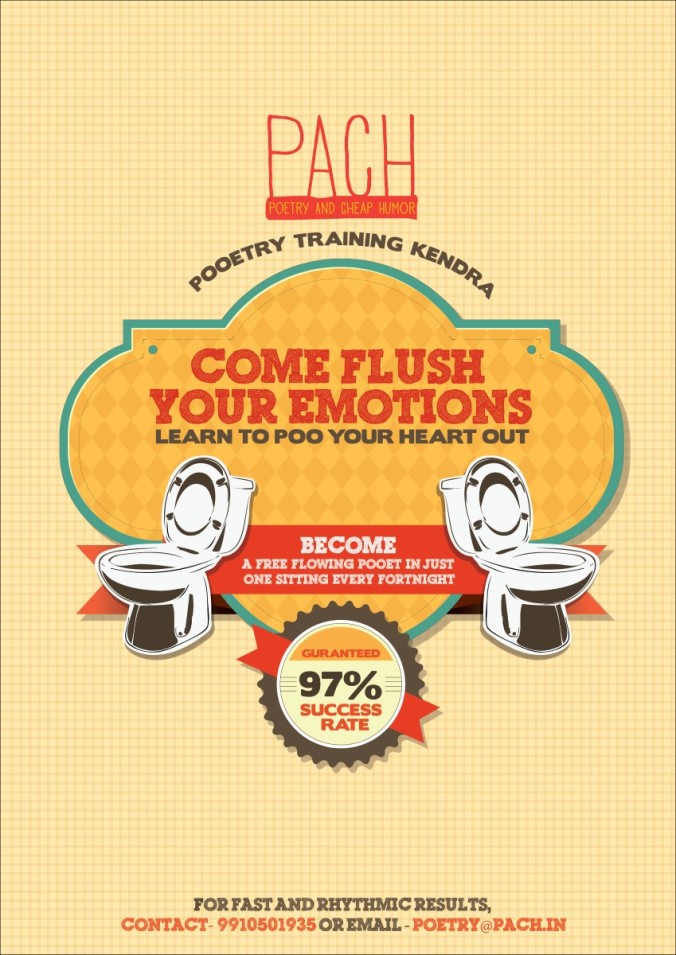 PACH
POETRY AND CHEAP HUMOR
POOETRY TRAINING KENDRA
COME FLUSH
YOUR EMOTIONS
LEARN TO POO YOUR HEART OUT
BECOME
A FREE FLOWING POOET IN JUST
ONE SITTING EVERY FORTNIGHT
GURANTEED
97%
SUCCESS
RATE
FOR FAST AND RHYTHMIC RESULTS,
CONTACT- 9910501935 OR EMAIL - POETRY@PACH.IN